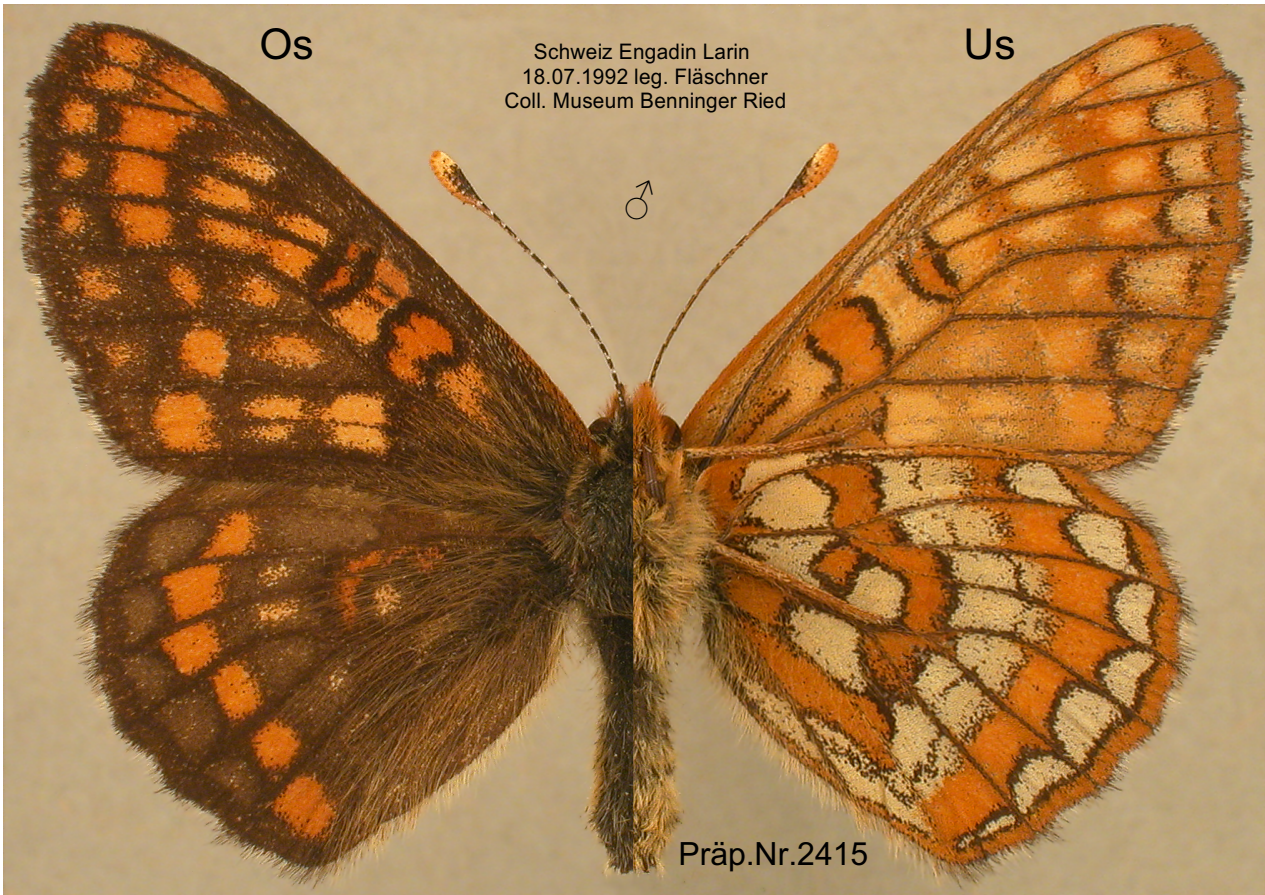 Os
Schweiz Engadin Larin
18.07.1992 leg. Fläschner
Coll. Museum Benninger Ried
Us
♂
Präp.Nr.2415